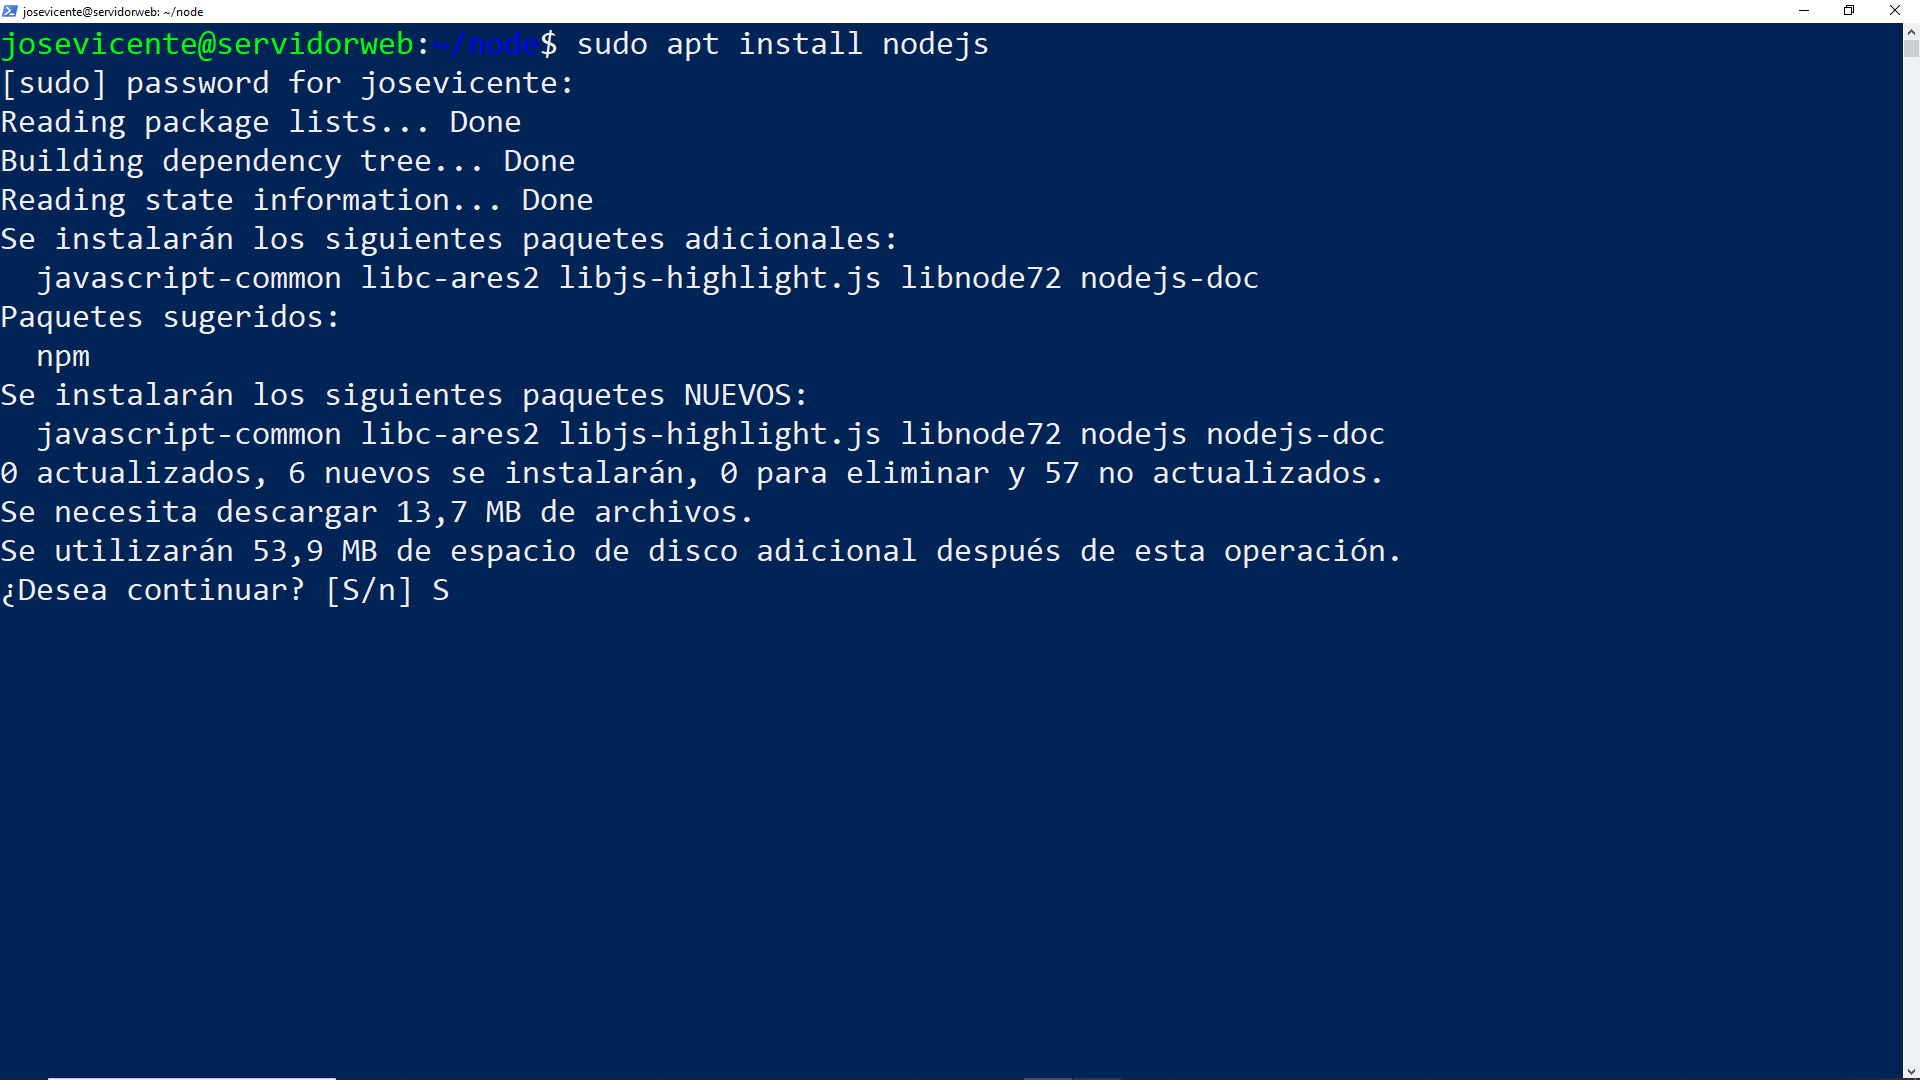 josevicente@servidorweb: ~/node
josevicente@servidorweb:~/node$ sudo apt install nodejs
[sudo] password for josevicente:
Reading package lists... Done
Building dependency tree... Done
Reading state information... Done
Se instalarán los siguientes paquetes adicionales:
  javascript-common libc-ares2 libjs-highlight.js libnode72 nodejs-doc
Paquetes sugeridos:
  npm
Se instalarán los siguientes paquetes NUEVOS:
  javascript-common libc-ares2 libjs-highlight.js libnode72 nodejs nodejs-doc
0 actualizados, 6 nuevos se instalarán, 0 para eliminar y 57 no actualizados.
Se necesita descargar 13,7 MB de archivos.
Se utilizarán 53,9 MB de espacio de disco adicional después de esta operación.
¿Desea continuar? [S/n] S